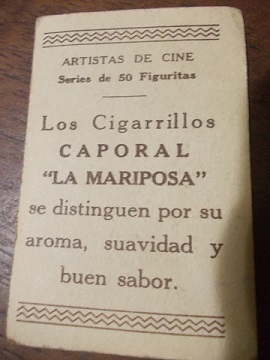 ARTISTAS DE CINE
Series de 50 Figuritas
Los Cigarrillos
CAPORAL
"LA MARIPOSA"
se distinguen por su
aroma, suavidad y
buen sabor.